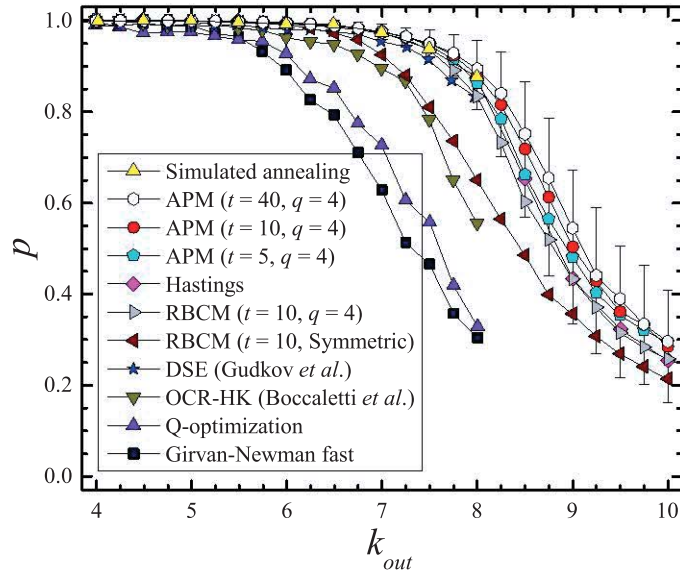 1.0
0.8
0.6
0.4
0.2
0.0
p
Simulated annealing
APM (t = 40, q = 4)
APM (t = 10, q = 4)
APM (t = 5, q = 4)
Hastings
RBCM (t = 10, q = 4)
RBCM (t = 10, Symmetric)
DSE (Gudkov et al.)
OCR-HK (Boccaletti et al.)
Q-optimization
Girvan-Newman fast
4 5 6 7 8 9 10
k_out